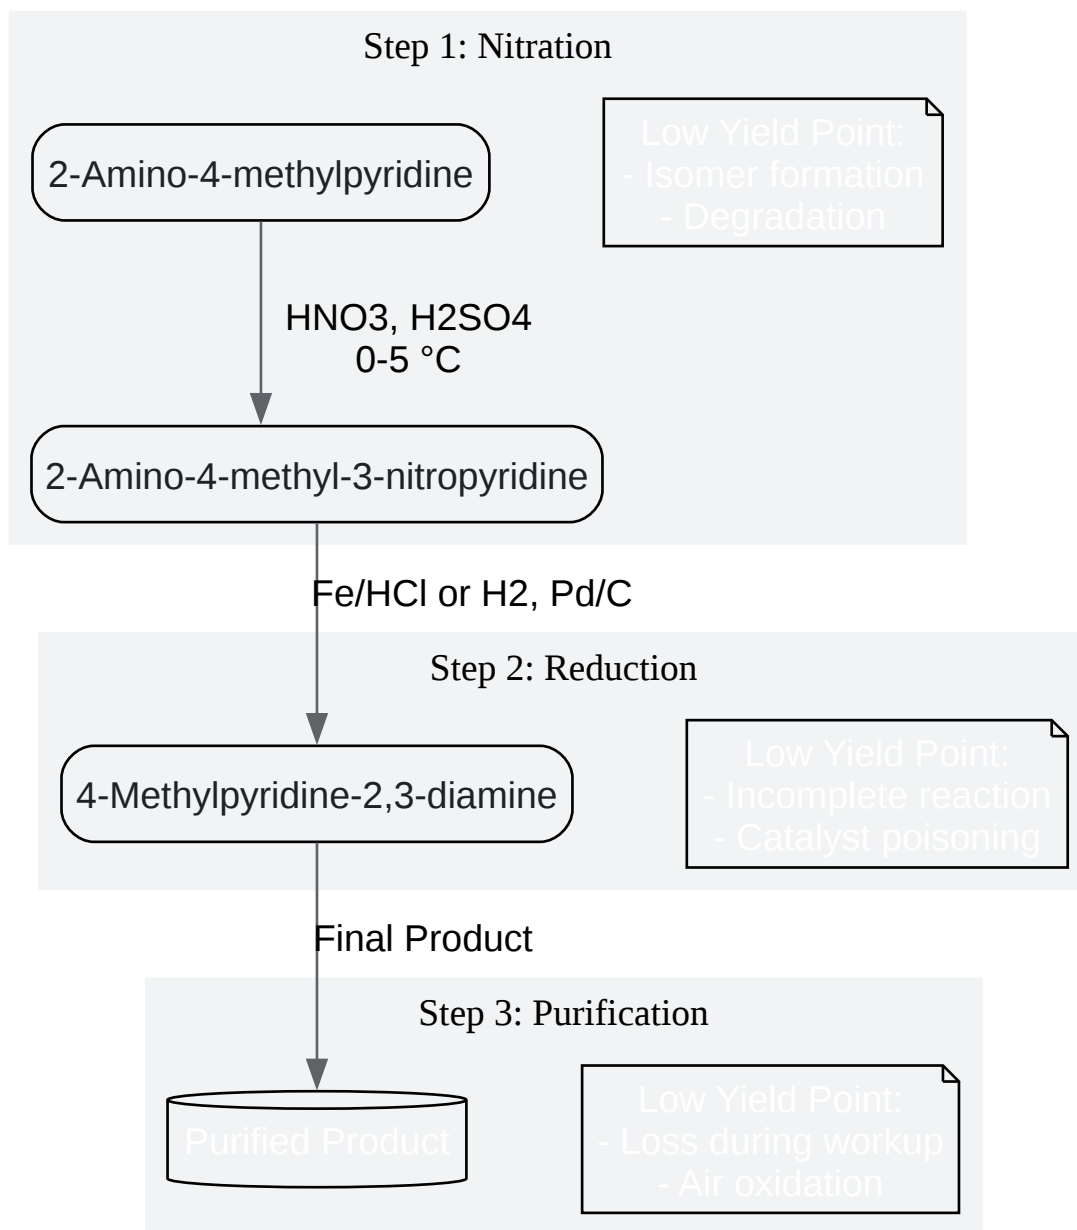 Step 1: Nitration
Low Yield Point:
- Isomer formation
- Degradation
2-Amino-4-methylpyridine
HNO3, H2SO4
0-5 °C
2-Amino-4-methyl-3-nitropyridine
Fe/HCl or H2, Pd/C
Step 2: Reduction
Low Yield Point:
- Incomplete reaction
- Catalyst poisoning
4-Methylpyridine-2,3-diamine
Final Product
Step 3: Purification
Low Yield Point:
- Loss during workup
- Air oxidation
Purified Product